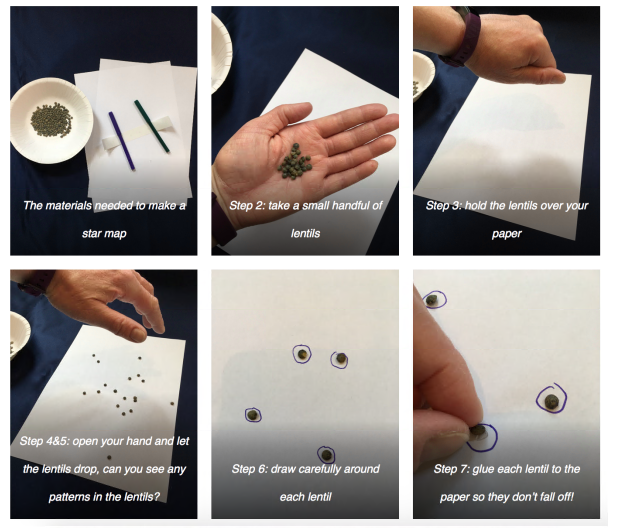 The materials needed to make a
star map
Step 2: take a small handful of
lentils
Step 3: hold the lentils over your
paper
Step 4&5: open your hand and let
the lentils drop, can you see any
patterns in the lentils?
Step 6: draw carefully around
each lentil
Step 7: glue each lentil to the
paper so they don't fall off!